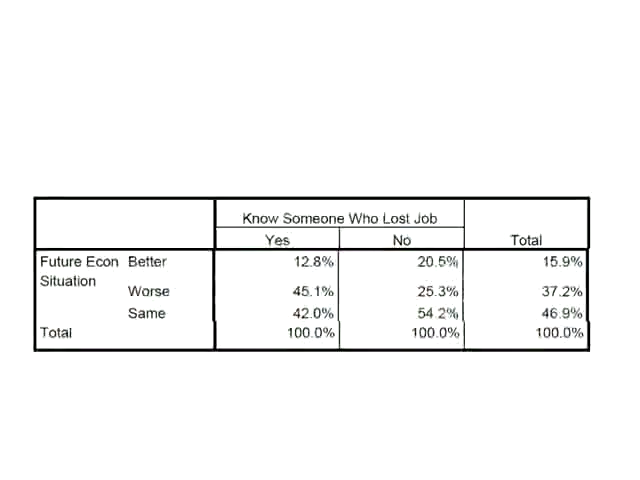 Know Someone Who Lost Job
Yes No Total
Future Econ Better 12.8% 20.5% 15.9%
Situation
Worse 45.1% 25.3% 37.2%
Same 42.0% 54.2% 46.9%
Total 100.0% 100.0% 100.0%